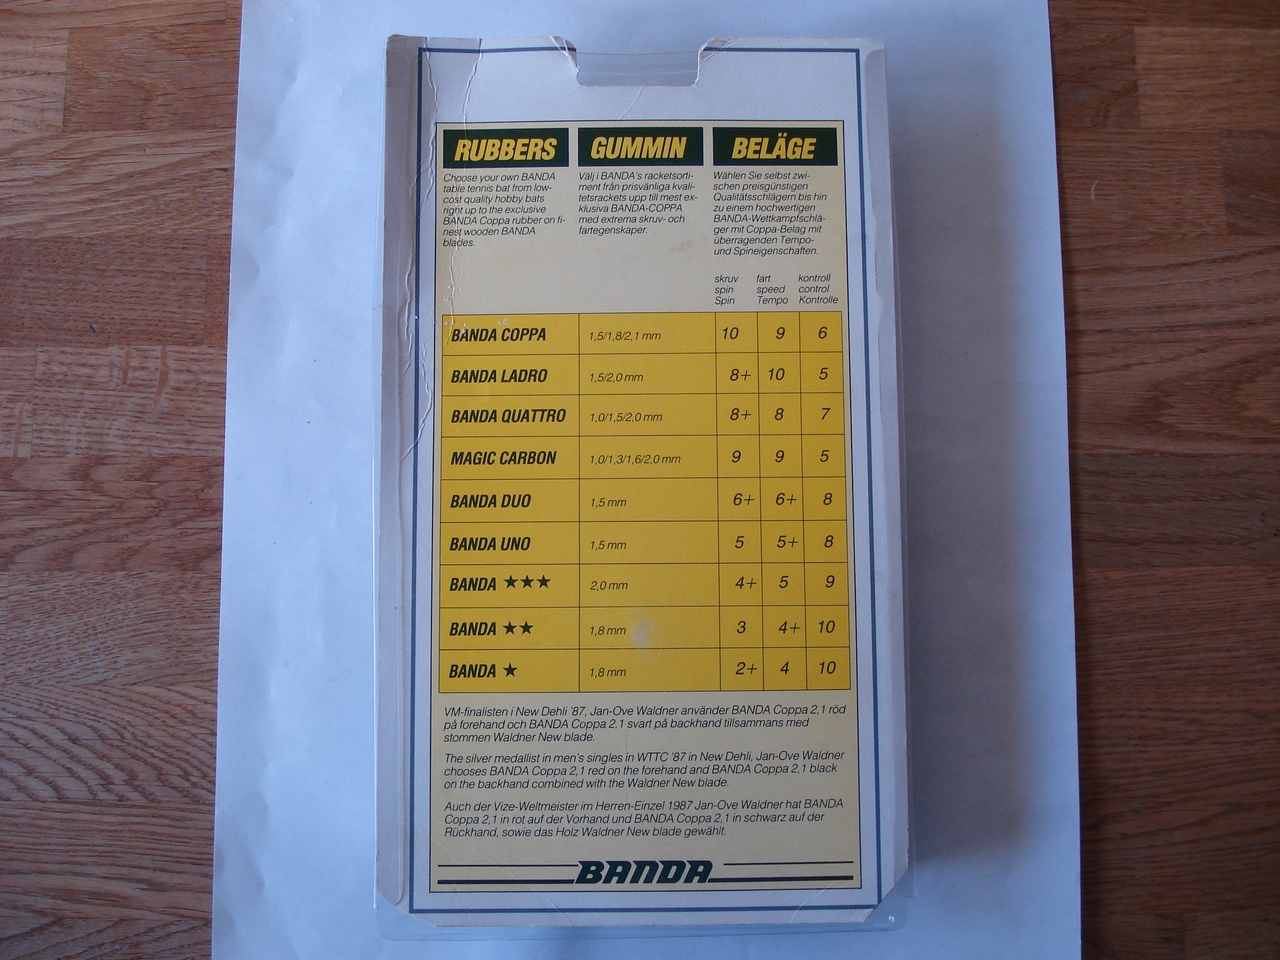 RUBBERS
Choose your own BANDA
table tennis bat from low-
cost quality hobby bats
right up to the exclusive
BANDA Coppa rubber on fi-
nest wooden BANDA
blades.
GUMMIN
Välj i BANDA's racketsorti-
ment från prisvänliga kvali-
tetsrackets upp till mest ex-
klusiva BANDA-COPPA
med extrema skruv- och
fartegenskaper.
BELÄGE
Wählen Sie selbst zwi-
schen preisgünstigen
Qualitätsschlägern bis hin
zu einem hochwertigen
BANDA-Wettkampfschlä-
ger mit Coppa-Belag mit
überragenden Tempo-
und Spineigenschaften.
skruv fart kontroll
spin speed control
Spin Tempo Kontrolle
BANDA COPPA 1,5/1,8/2,1 mm 10 9 6
BANDA LADRO 1,5/2,0 mm 8+ 10 5
BANDA QUATTRO 1,0/1,5/2,0 mm 8+ 8 7
MAGIC CARBON 1,0/1,3/1,6/2,0 mm 9 9 5
BANDA DUO 1,5 mm 6+ 6+ 8
BANDA UNO 1,5 mm 5 5+ 8
BANDA ★★★ 2,0 mm 4+ 5 9
BANDA ★★ 1,8 mm 3 4+ 10
BANDA ★ 1,8 mm 2+ 4 10
VM-finalisten i New Dehli '87, Jan-Ove Waldner använder BANDA Coppa 2,1 röd
på forehand och BANDA Coppa 2,1 svart på backhand tillsammans med
stommen Waldner New blade.
The silver medallist in men's singles in WTTC '87 in New Dehli, Jan-Ove Waldner
chooses BANDA Coppa 2,1 red on the forehand and BANDA Coppa 2,1 black
on the backhand combined with the Waldner New blade.
Auch der Vize-Weltmeister im Herren-Einzel 1987 Jan-Ove Waldner hat BANDA
Coppa 2,1 in rot auf der Vorhand und BANDA Coppa 2,1 in schwarz auf der
Rückhand, sowie das Holz Waldner New blade gewählt.
BANDA